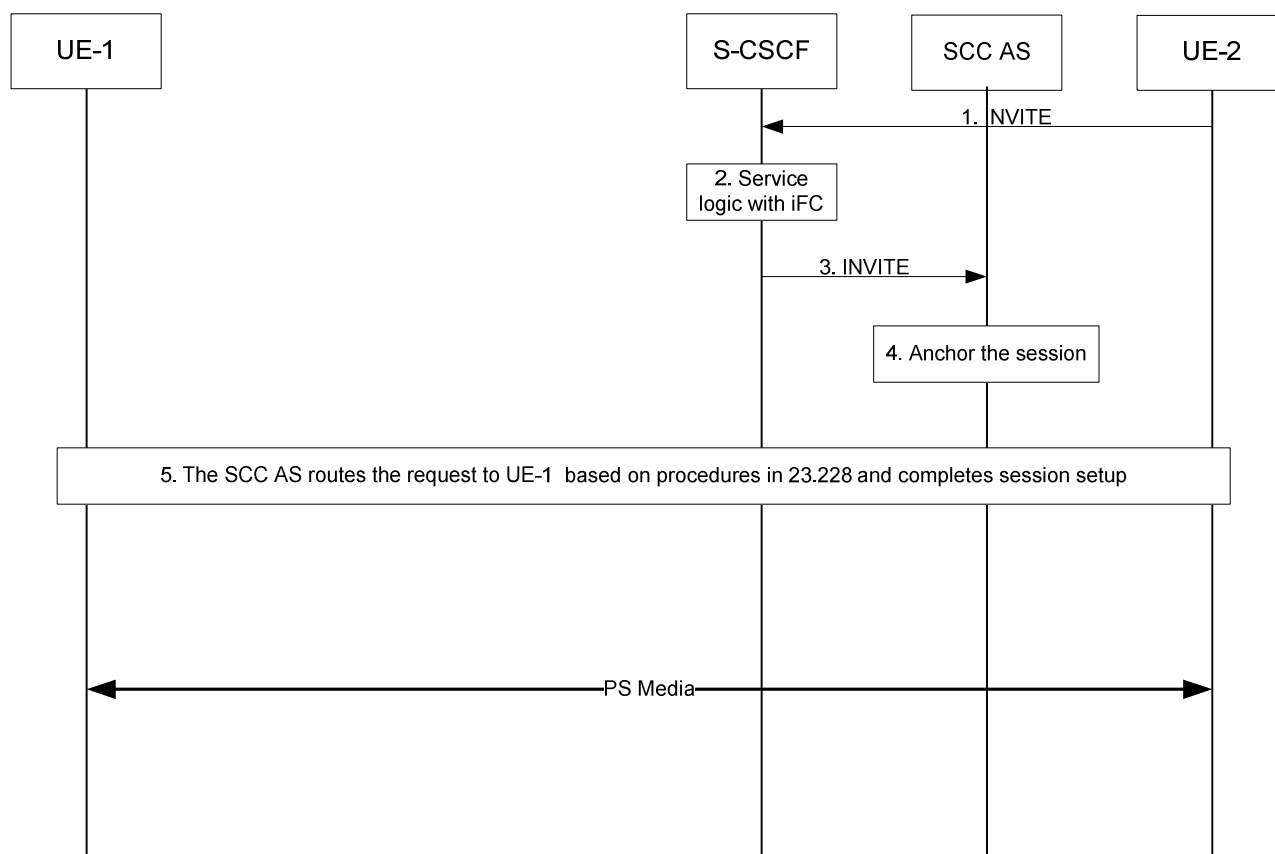 UE-1
S-CSCF
SCC AS
UE-2
1. NVITE
2. Service
logic with iFC
3. INVITE
4. Anchor the session
5. The SCC AS routes the request to UE-1 based on procedures in 23.228 and completes session setup
PS Media